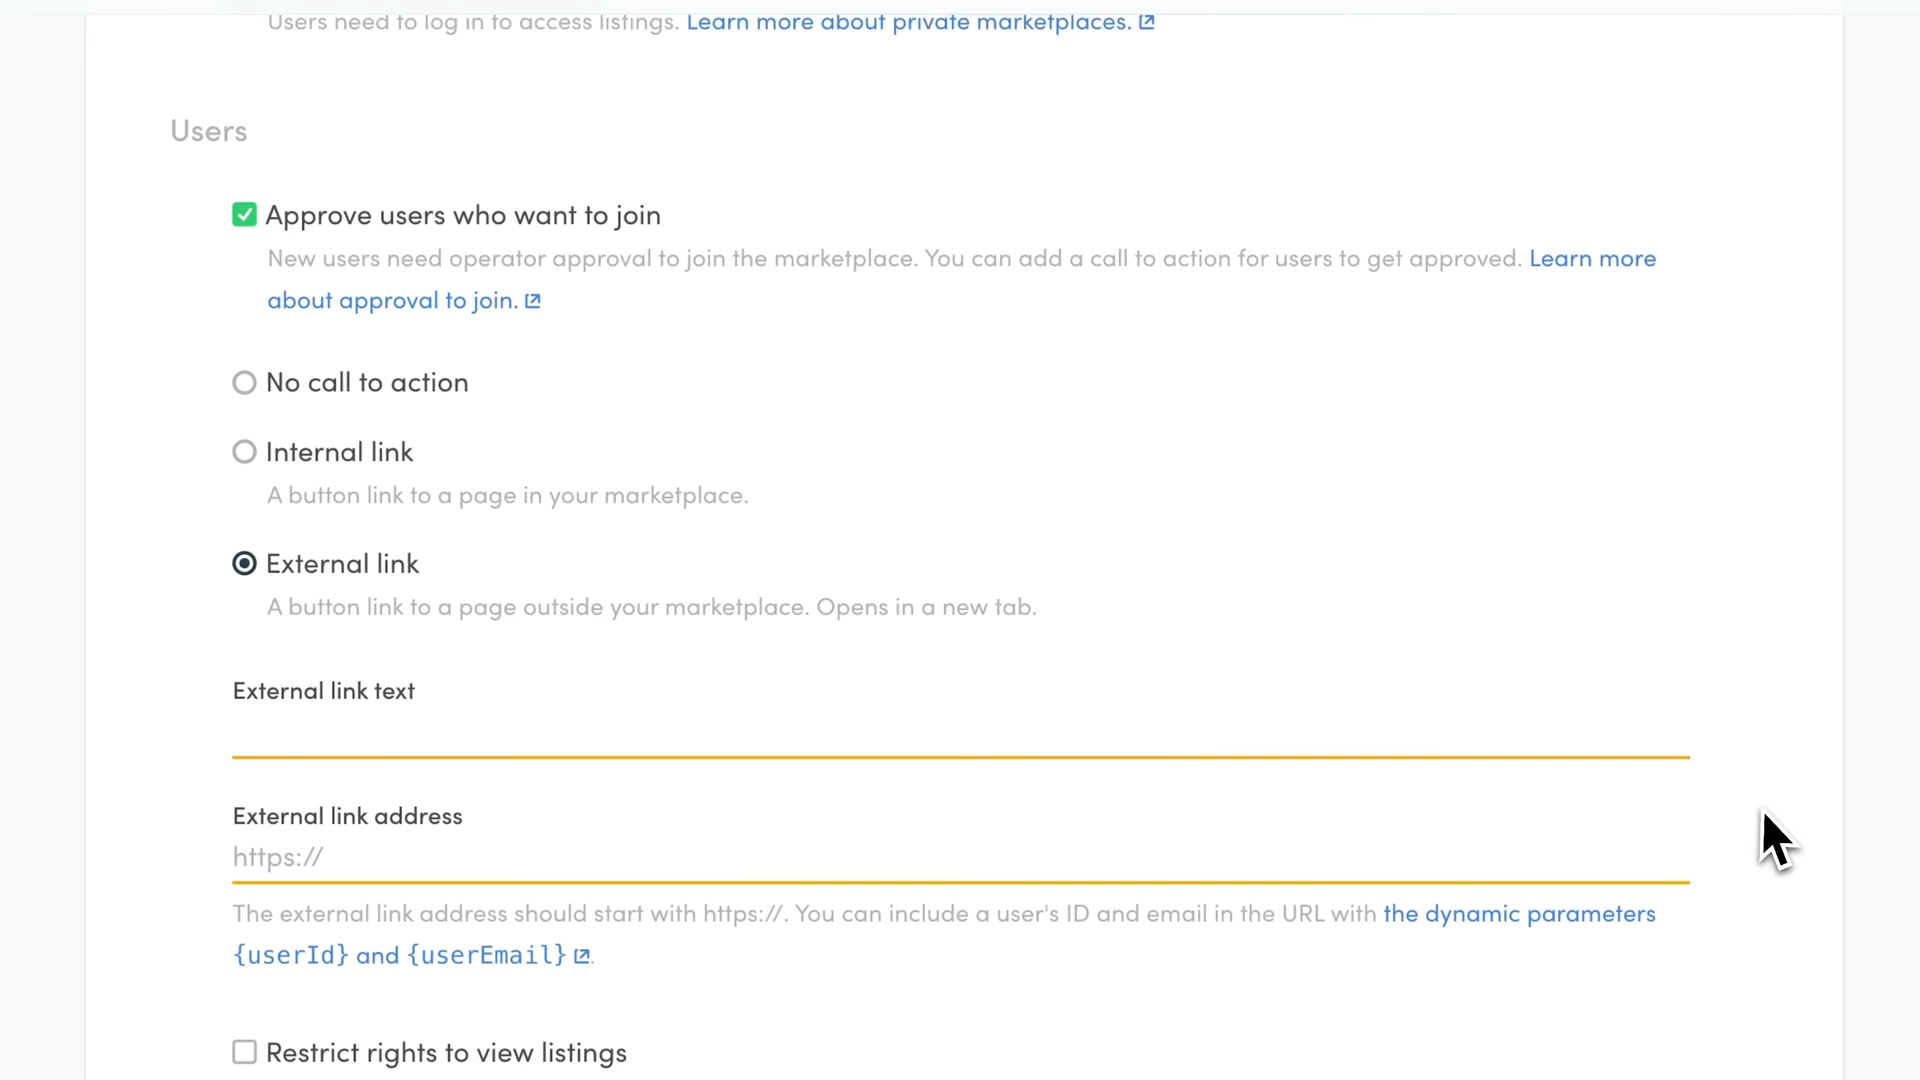 Users need to log in to access listings. Learn more about private marketplaces.
Users
Approve users who want to join
New users need operator approval to join the marketplace. You can add a call to action for users to get approved. Learn more
about approval to join.
No call to action
Internal link
A button link to a page in your marketplace.
External link
A button link to a page outside your marketplace. Opens in a new tab.
External link text
External link address
https://
The external link address should start with https://. You can include a user's ID and email in the URL with the dynamic parameters
{userId} and {userEmail}.
Restrict rights to view listings